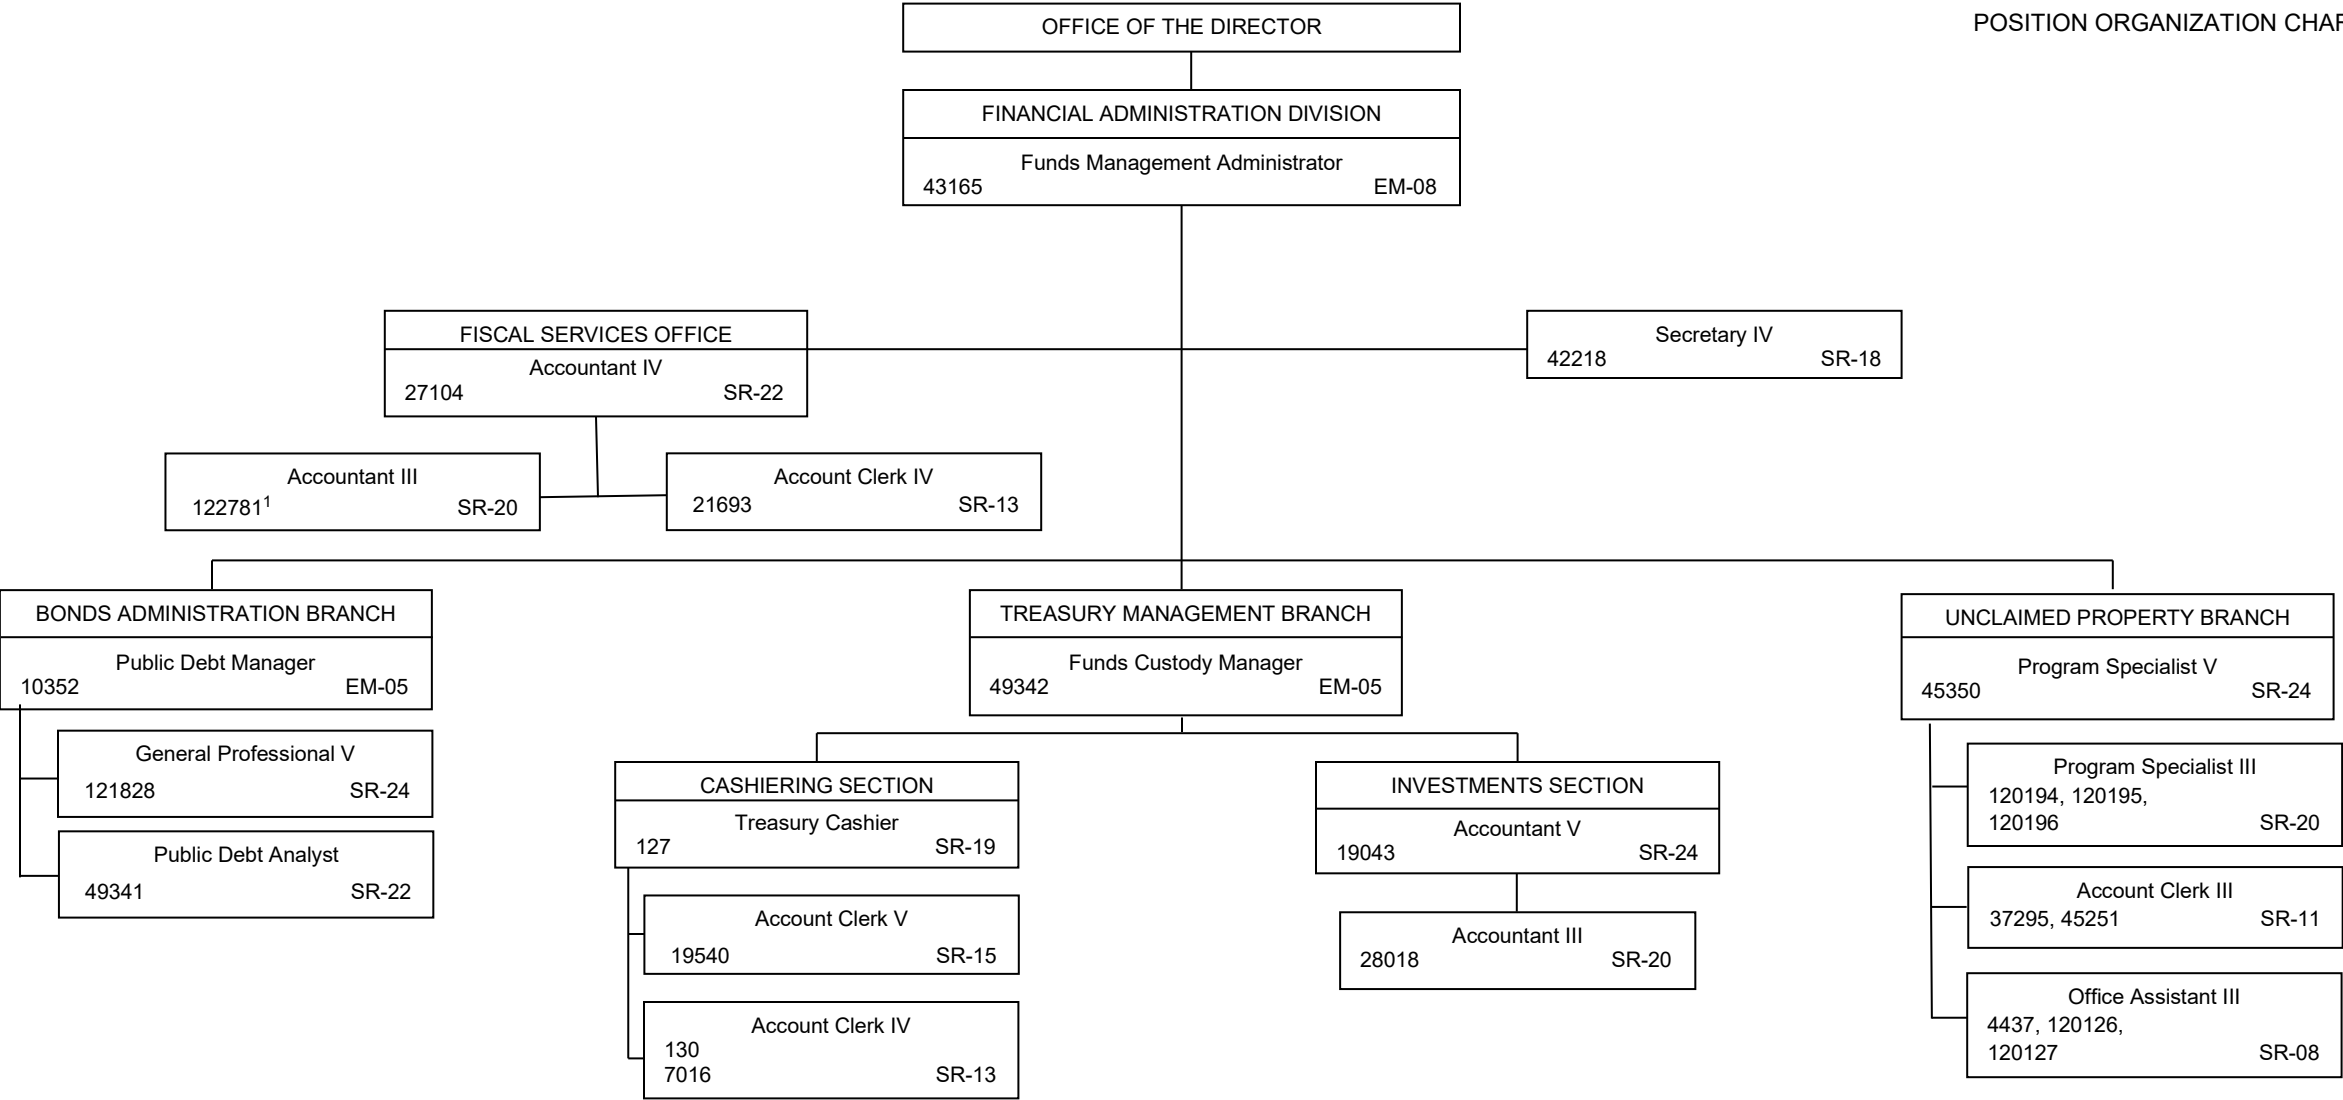 POSITION ORGANIZATION CHAR
OFFICE OF THE DIRECTOR
FINANCIAL ADMINISTRATION DIVISION
Funds Management Administrator
43165 EM-08
FISCAL SERVICES OFFICE
Accountant IV
27104 SR-22
Secretary IV
42218 SR-18
Accountant III
122781¹ SR-20
Account Clerk IV
21693 SR-13
BONDS ADMINISTRATION BRANCH
Public Debt Manager
10352 EM-05
General Professional V
121828 SR-24
Public Debt Analyst
49341 SR-22
TREASURY MANAGEMENT BRANCH
Funds Custody Manager
49342 EM-05
CASHIERING SECTION
Treasury Cashier
127 SR-19
Account Clerk V
19540 SR-15
Account Clerk IV
130
7016 SR-13
INVESTMENTS SECTION
Accountant V
19043 SR-24
Accountant III
28018 SR-20
UNCLAIMED PROPERTY BRANCH
Program Specialist V
45350 SR-24
Program Specialist III
120194, 120195,
120196 SR-20
Account Clerk III
37295, 45251 SR-11
Office Assistant III
4437, 120126,
120127 SR-08